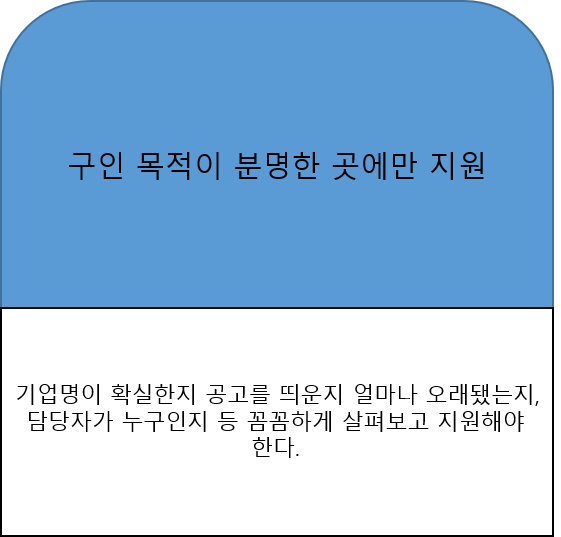 구인 목적이 분명한 곳에만 지원
기업명이 확실한지 공고를 띄운지 얼마나 오래됐는지,
담당자가 누구인지 등 꼼꼼하게 살펴보고 지원해야
한다.